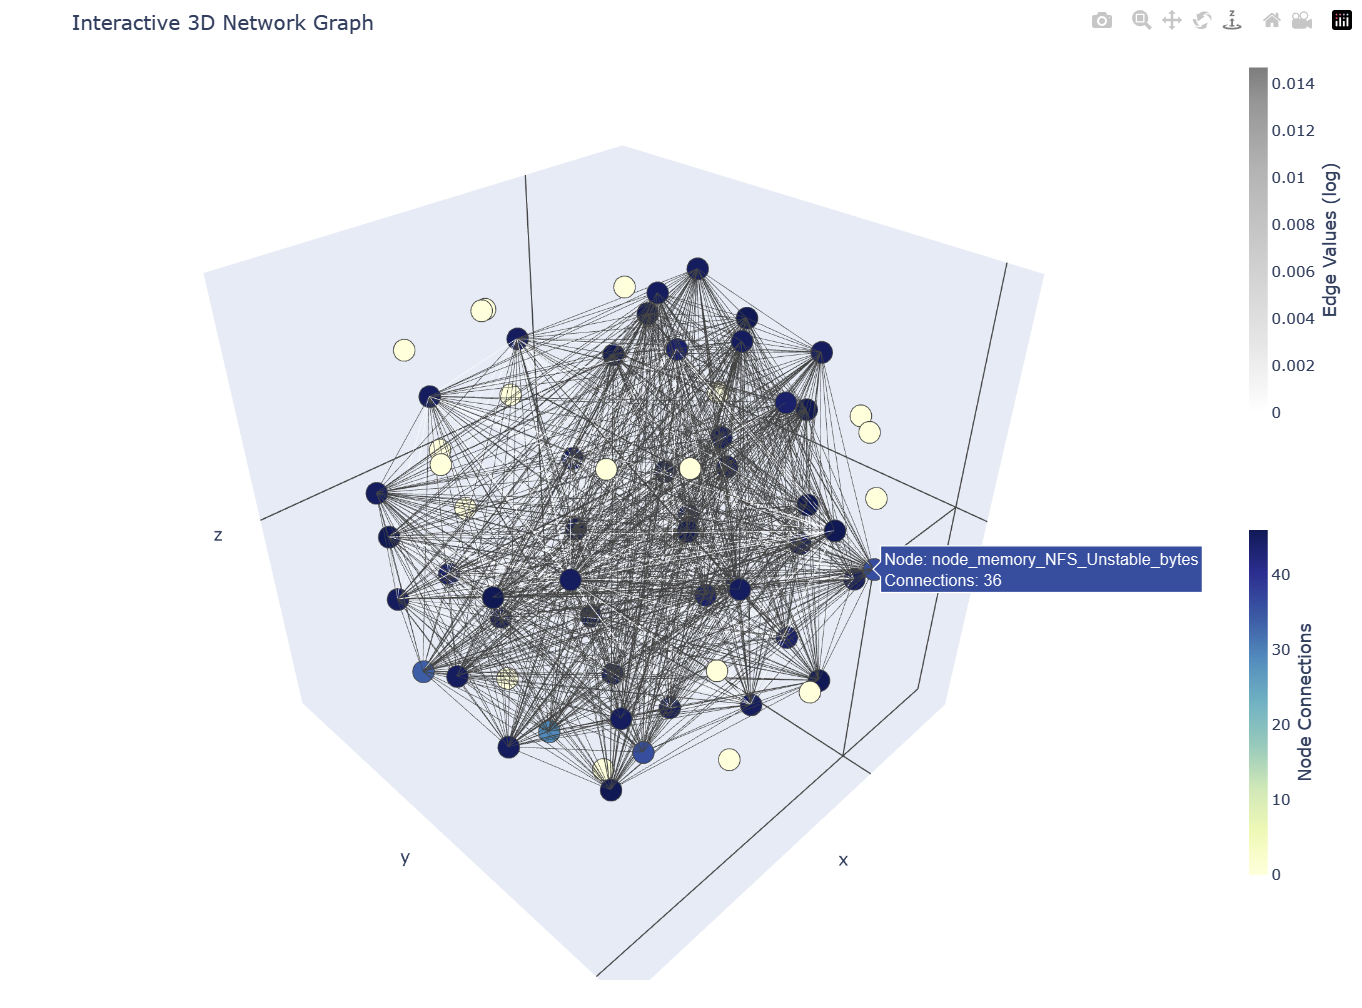 Interactive 3D Network Graph
z
0.014
0.012
0.01
0.008
0.006
0.004
0.002
0
Edge Values (log)
z
Node: node_memory_NFS_Unstable_bytes
Connections: 36
40
30
20
10
0
Node Connections
y
x